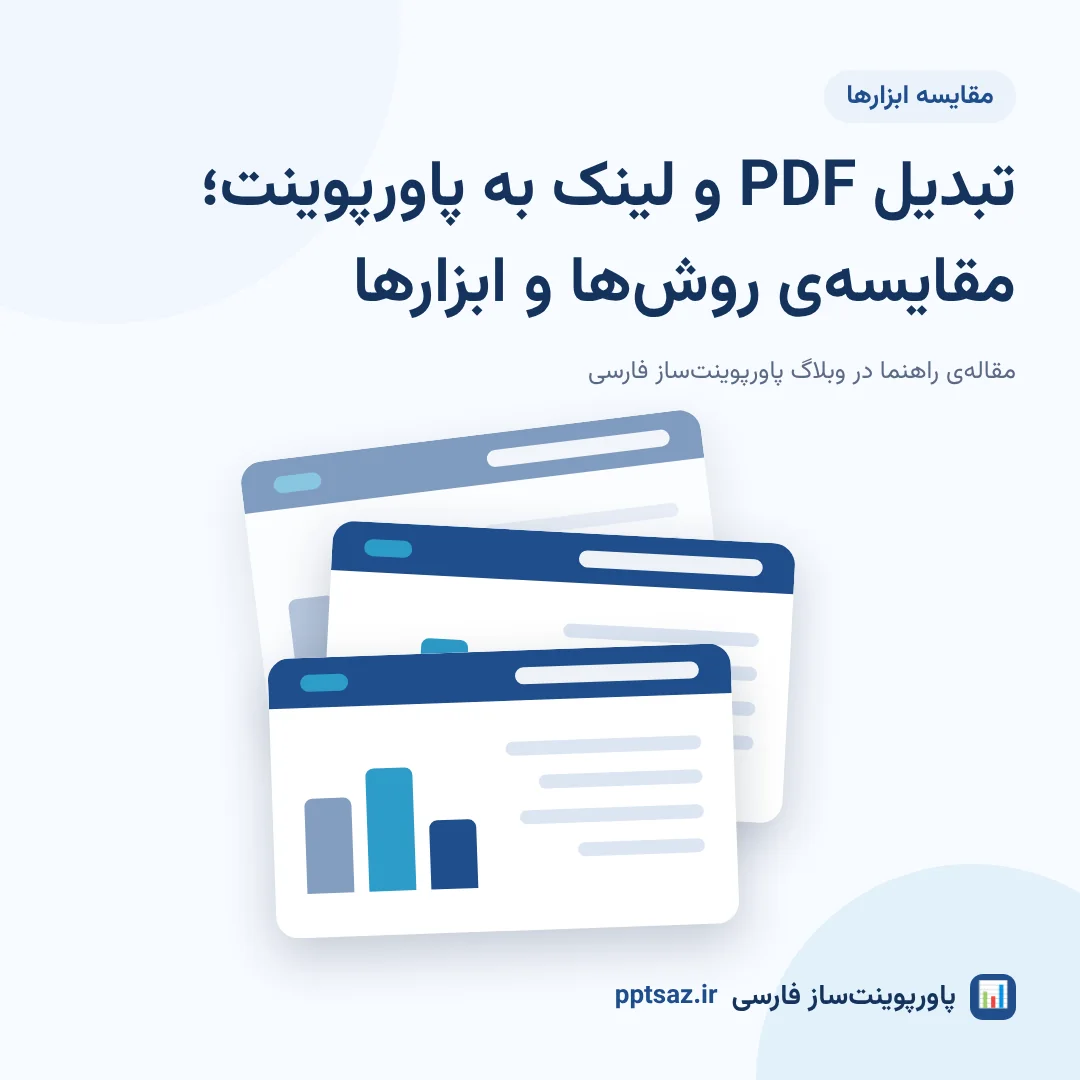 مقایسه ابزارها
تبدیل PDF و لینک به پاورپوینت؛
مقایسه‌ی روش‌ها و ابزارها
مقاله‌ی راهنما در وبلاگ پاورپوینت‌ساز فارسی
پاورپوینت‌ساز فارسی pptsaz.ir